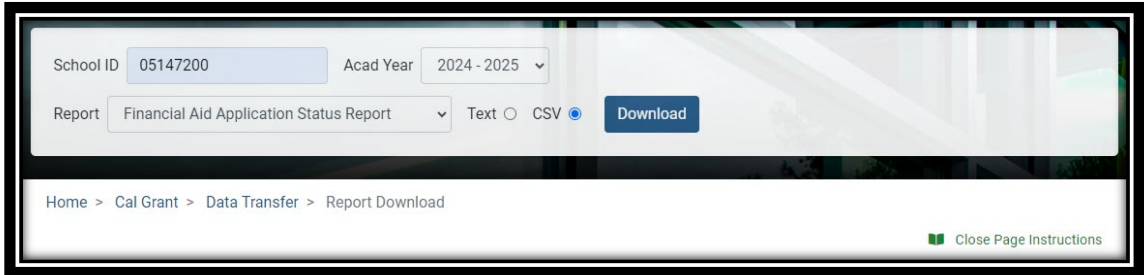 School ID 05147200 Acad Year 2024 - 2025
Report Financial Aid Application Status Report Text CSV Download
Home > Cal Grant > Data Transfer > Report Download
Close Page Instructions